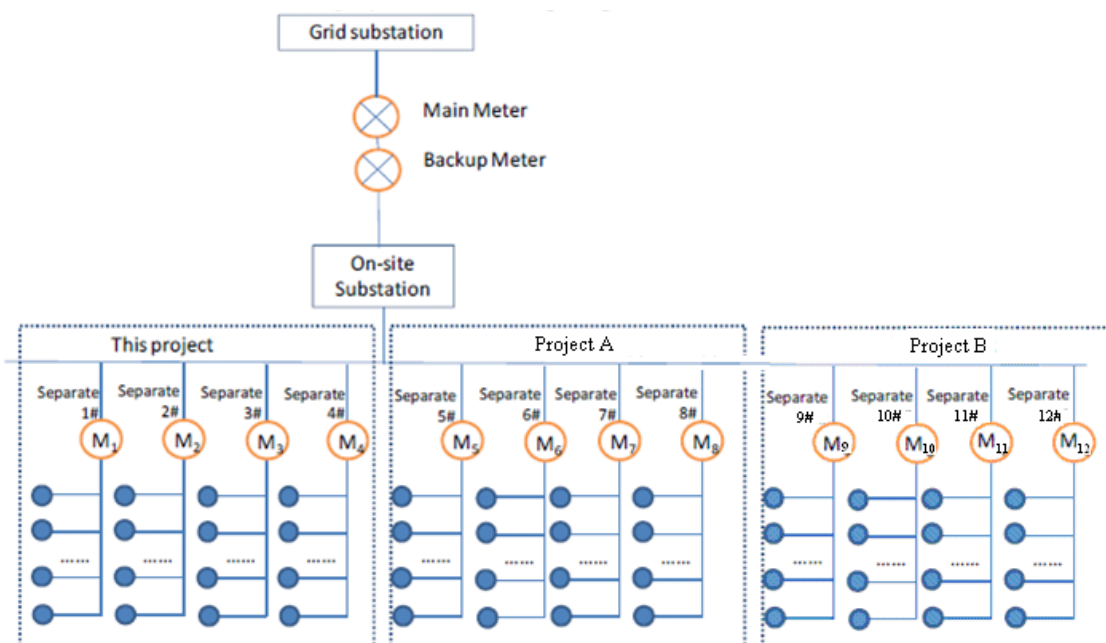 Grid substation
Main Meter
Backup Meter
On-site
Substation
This project
Project A
Project B
Separate
1#
Separate
2#
Separate
3#
Separate
4#
Separate
5#
Separate
6#
Separate
7#
Separate
8#
Separate
9#
Separate
10#
Separate
11#
Separate
12#
M1
M2
M3
M4
M5
M6
M7
M8
M9
M10
M11
M12
......
......
......
......
......
......
......
......
......
......
......
......